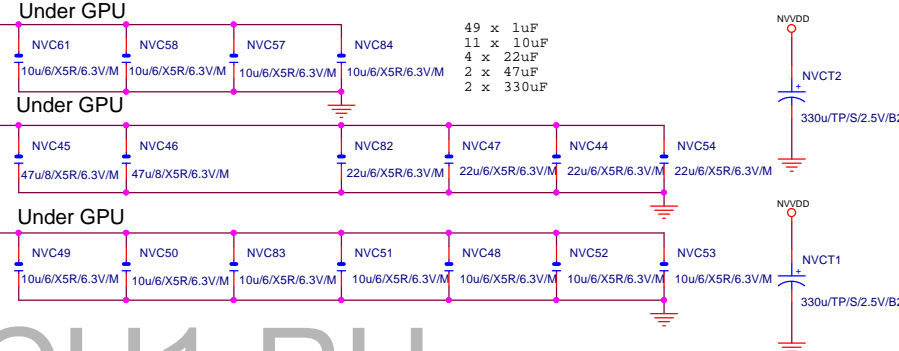 Under GPU
NVC61 NVC58 NVC57 NVC84
10u/6/X5R/6.3V/M 10u/6/X5R/6.3V/M 10u/6/X5R/6.3V/M 10u/6/X5R/6.3V/M
49 x 1uF
11 x 10uF
4 x 22uF
2 x 47uF
2 x 330uF
NVVDD
NVCT2
330u/TP/S/2.5V/B2
Under GPU
NVC45 NVC46 NVC82 NVC47 NVC44 NVC54
47u/8/X5R/6.3V/M 47u/8/X5R/6.3V/M 22u/6/X5R/6.3V/M 22u/6/X5R/6.3V/M 22u/6/X5R/6.3V/M 22u/6/X5R/6.3V/M
Under GPU
NVC49 NVC50 NVC83 NVC51 NVC48 NVC52 NVC53
10u/6/X5R/6.3V/M 10u/6/X5R/6.3V/M 10u/6/X5R/6.3V/M 10u/6/X5R/6.3V/M 10u/6/X5R/6.3V/M 10u/6/X5R/6.3V/M 10u/6/X5R/6.3V/M
NVVDD
NVCT1
330u/TP/S/2.5V/B2